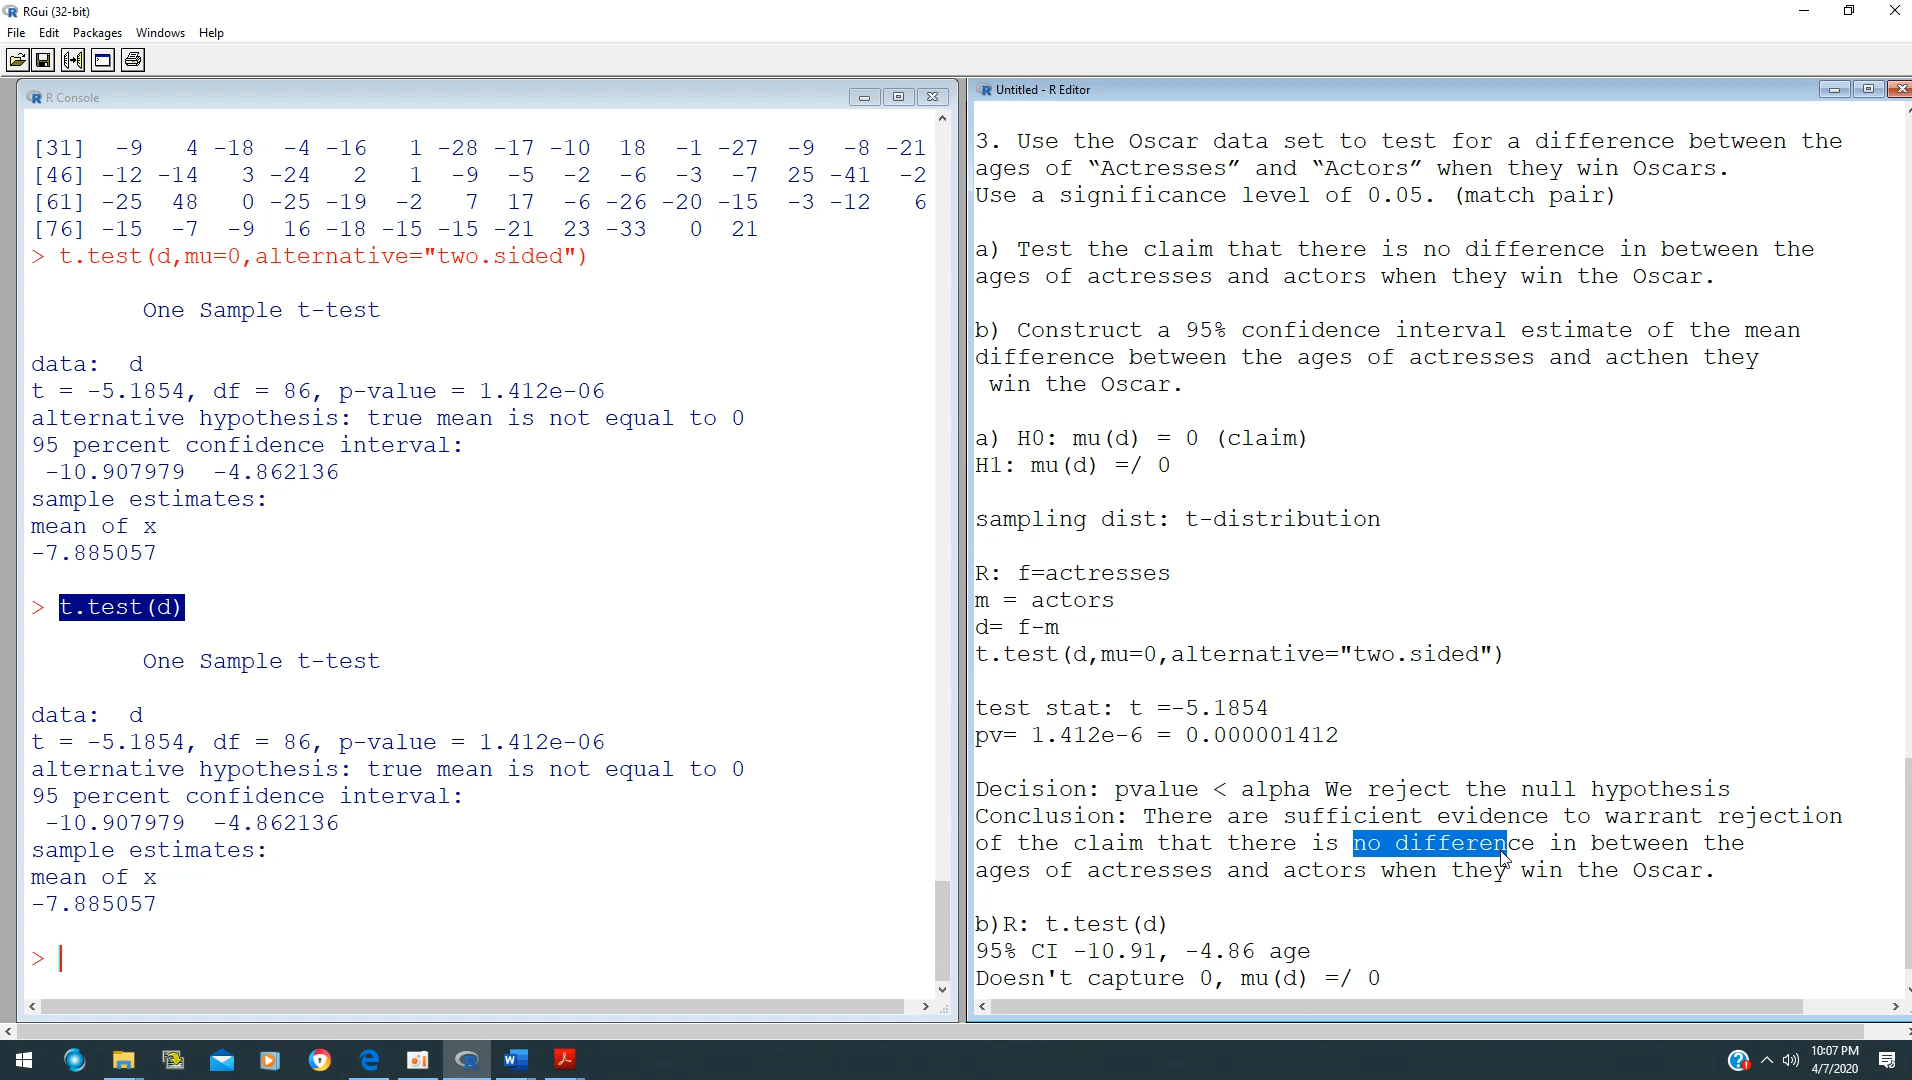 RGui (32-bit)
File Edit Packages Windows Help
R Console
[31] -9 4 -18 -4 -16 1 -28 -17 -10 18 -1 -27 -9 -8 -21
[46] -12 -14 3 -24 2 1 -9 -5 -2 -6 -3 -7 25 -41 -2
[61] -25 48 0 -25 -19 -2 7 17 -6 -26 -20 -15 -3 -12 6
[76] -15 -7 -9 16 -18 -15 -15 -21 23 -33 0 21
> t.test(d,mu=0,alternative="two.sided")
One Sample t-test
data: d
t = -5.1854, df = 86, p-value = 1.412e-06
alternative hypothesis: true mean is not equal to 0
95 percent confidence interval:
-10.907979 -4.862136
sample estimates:
mean of x
-7.885057
> t.test(d)
One Sample t-test
data: d
t = -5.1854, df = 86, p-value = 1.412e-06
alternative hypothesis: true mean is not equal to 0
95 percent confidence interval:
-10.907979 -4.862136
sample estimates:
mean of x
-7.885057
>
Untitled - R Editor
3. Use the Oscar data set to test for a difference between the
ages of “Actresses” and “Actors” when they win Oscars.
Use a significance level of 0.05. (match pair)
a) Test the claim that there is no difference in between the
ages of actresses and actors when they win the Oscar.
b) Construct a 95% confidence interval estimate of the mean
difference between the ages of actresses and acthen they
win the Oscar.
a) H0: mu(d) = 0 (claim)
H1: mu(d) =/ 0
sampling dist: t-distribution
R: f=actresses
m = actors
d= f-m
t.test(d,mu=0,alternative="two.sided")
test stat: t =-5.1854
pv= 1.412e-6 = 0.000001412
Decision: pvalue < alpha We reject the null hypothesis
Conclusion: There are sufficient evidence to warrant rejection
of the claim that there is no difference in between the
ages of actresses and actors when they win the Oscar.
b)R: t.test(d)
95% CI -10.91, -4.86 age
Doesn't capture 0, mu(d) =/ 0
10:07 PM
4/7/2020